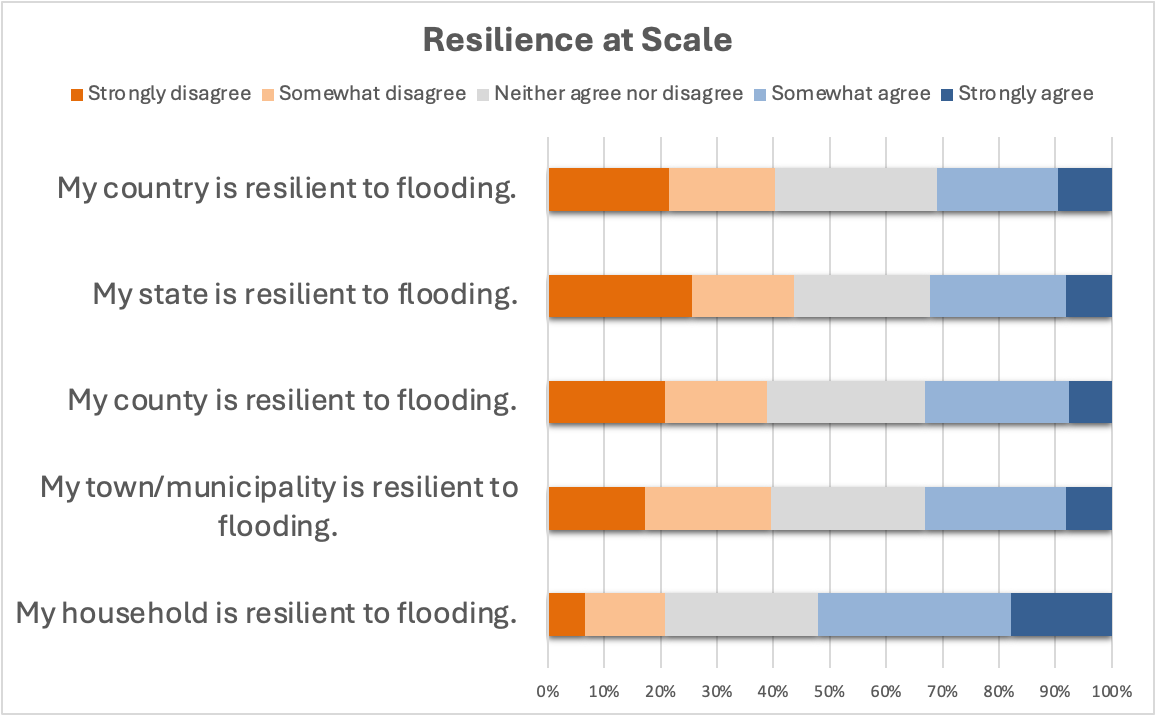 Resilience at Scale
Strongly disagree Somewhat disagree Neither agree nor disagree Somewhat agree Strongly agree
My country is resilient to flooding.
My state is resilient to flooding.
My county is resilient to flooding.
My town/municipality is resilient to
flooding.
My household is resilient to flooding.
0% 10% 20% 30% 40% 50% 60% 70% 80% 90% 100%